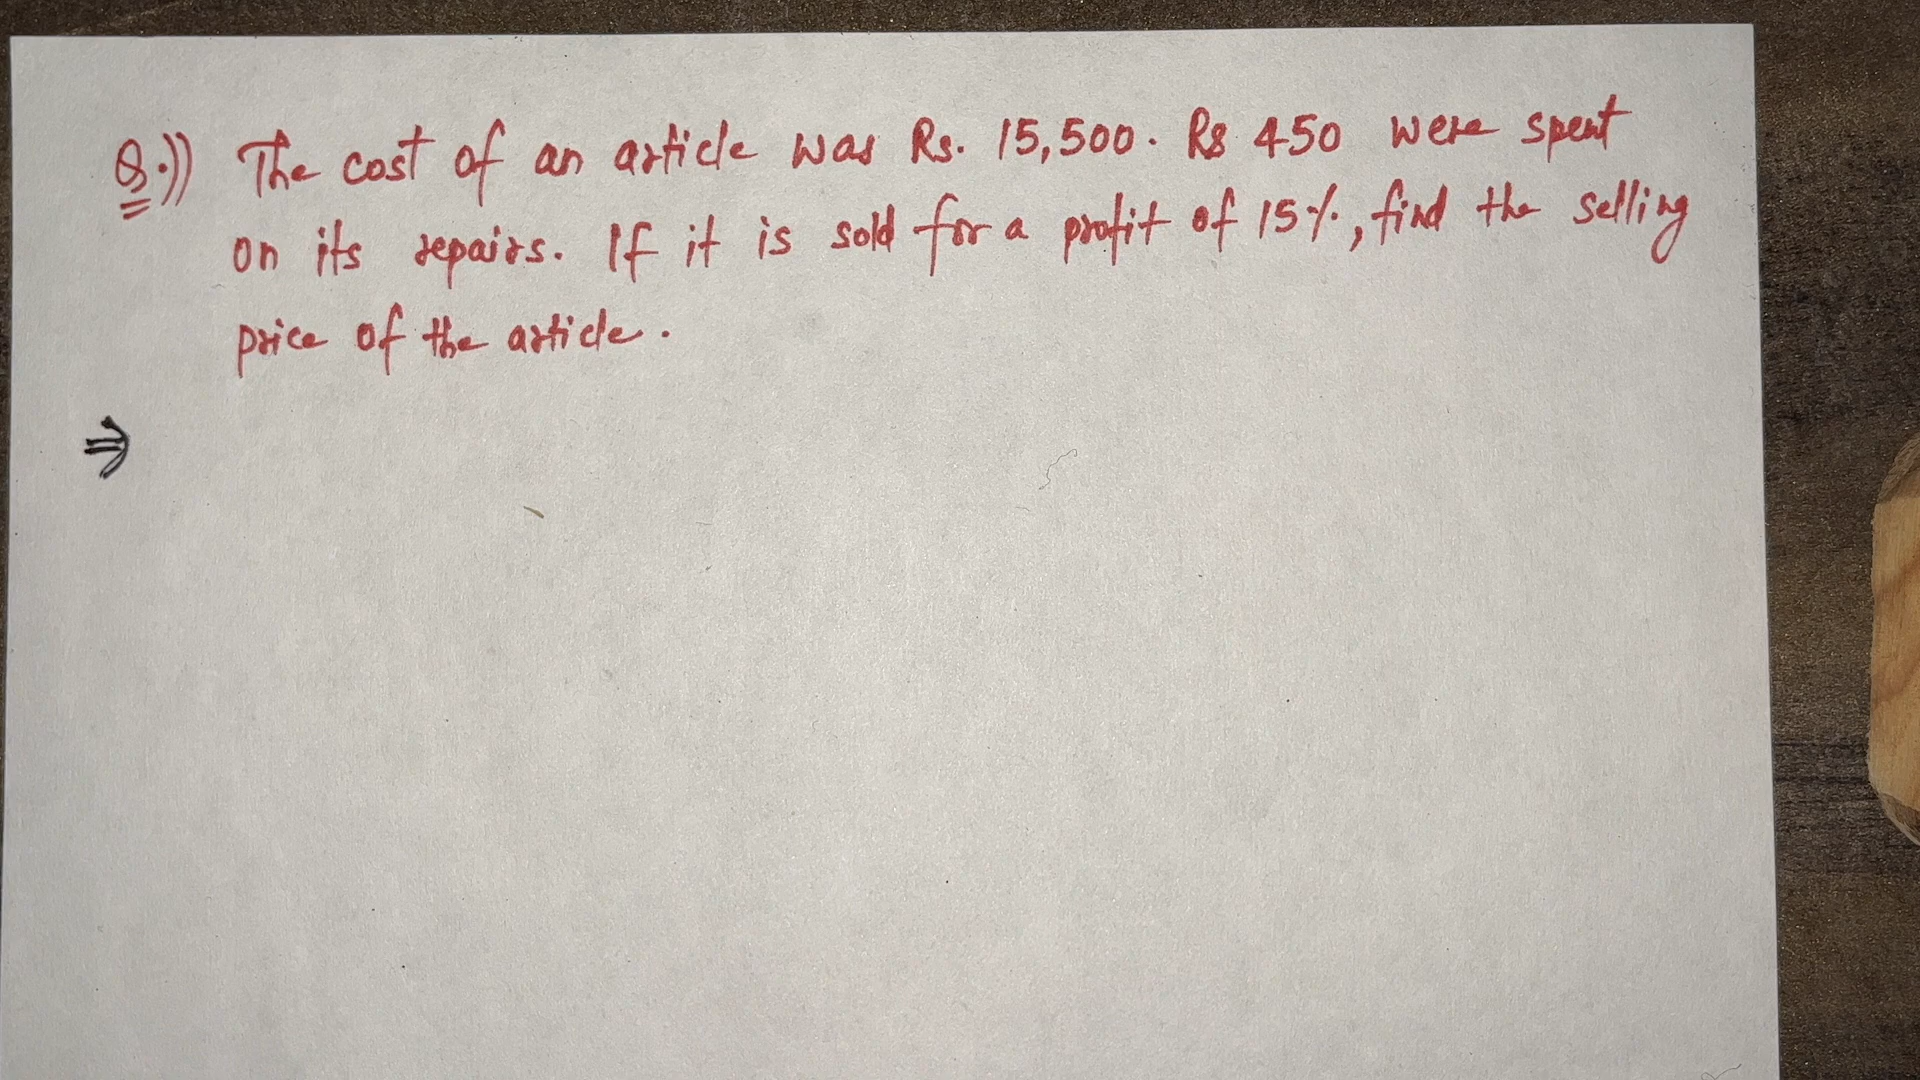 Q.)) The cost of an article was Rs. 15,500. Rs 450 were spent
on its repairs. If it is sold for a profit of 15%, find the selling
price of the article.
⇒